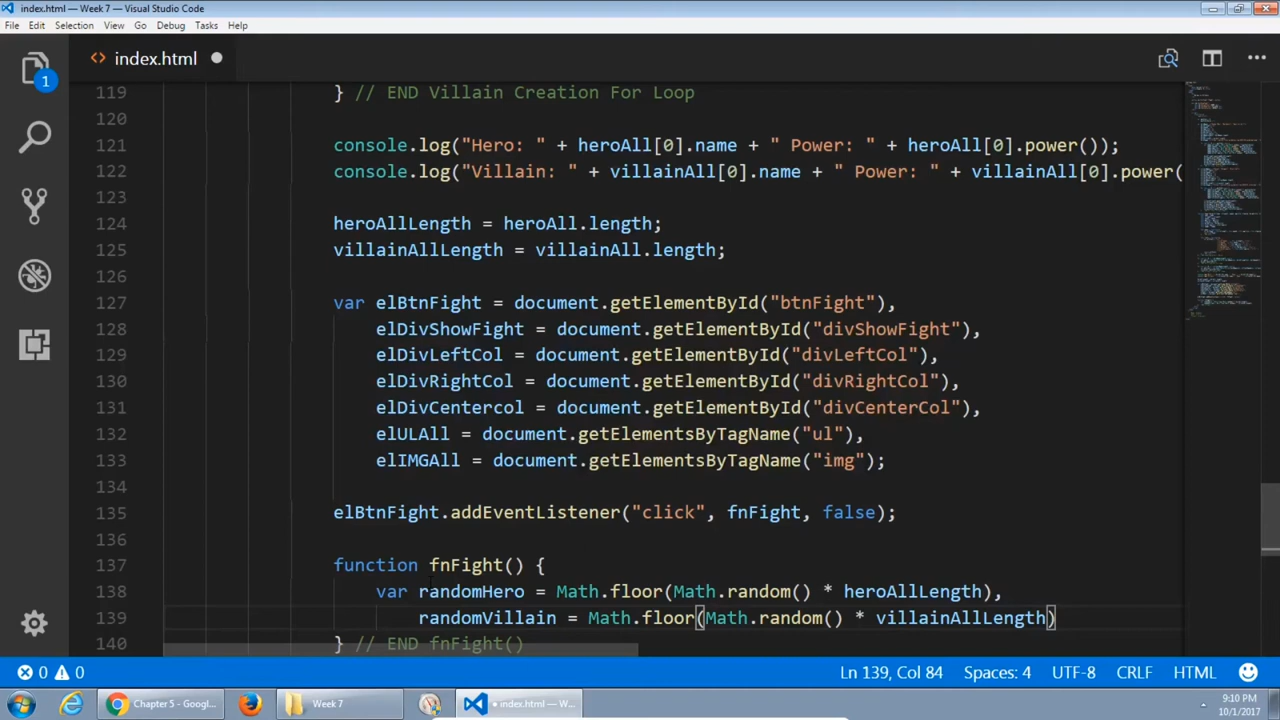 index.html — Week 7 — Visual Studio Code
File Edit Selection View Go Debug Tasks Help
1
<> index.html
119 } // END Villain Creation For Loop
120
121 console.log("Hero: " + heroAll[0].name + " Power: " + heroAll[0].power());
122 console.log("Villain: " + villainAll[0].name + " Power: " + villainAll[0].power(
123
124 heroAllLength = heroAll.length;
125 villainAllLength = villainAll.length;
126
127 var elBtnFight = document.getElementById("btnFight"),
128 elDivShowFight = document.getElementById("divShowFight"),
129 elDivLeftCol = document.getElementById("divLeftCol"),
130 elDivRightCol = document.getElementById("divRightCol"),
131 elDivCentercol = document.getElementById("divCenterCol"),
132 elULAll = document.getElementsByTagName("ul"),
133 elIMGAll = document.getElementsByTagName("img");
134
135 elBtnFight.addEventListener("click", fnFight, false);
136
137 function fnFight() {
138 var randomHero = Math.floor(Math.random() * heroAllLength),
139 randomVillain = Math.floor(Math.random() * villainAllLength)
140 } // END fnFight()
0 0 Ln 139, Col 84 Spaces: 4 UTF-8 CRLF HTML
Chapter 5 - Googl... Week 7 • index.html — W...
9:10 PM
10/1/2017